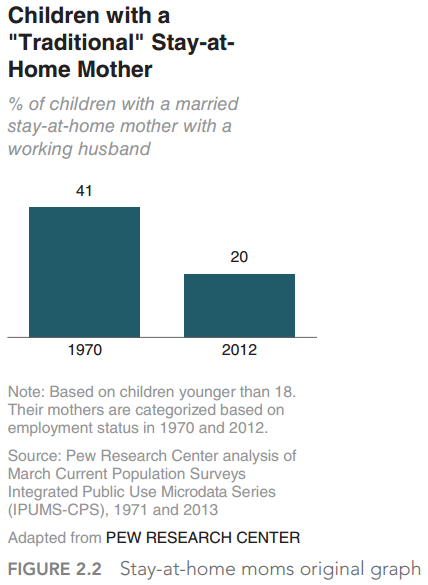 Children with a
"Traditional" Stay-at-
Home Mother
% of children with a married
stay-at-home mother with a
working husband
41
20
1970
2012
Note: Based on children younger than 18.
Their mothers are categorized based on
employment status in 1970 and 2012.
Source: Pew Research Center analysis of
March Current Population Surveys
Integrated Public Use Microdata Series
(IPUMS-CPS), 1971 and 2013
Adapted from PEW RESEARCH CENTER
FIGURE 2.2 Stay-at-home moms original graph